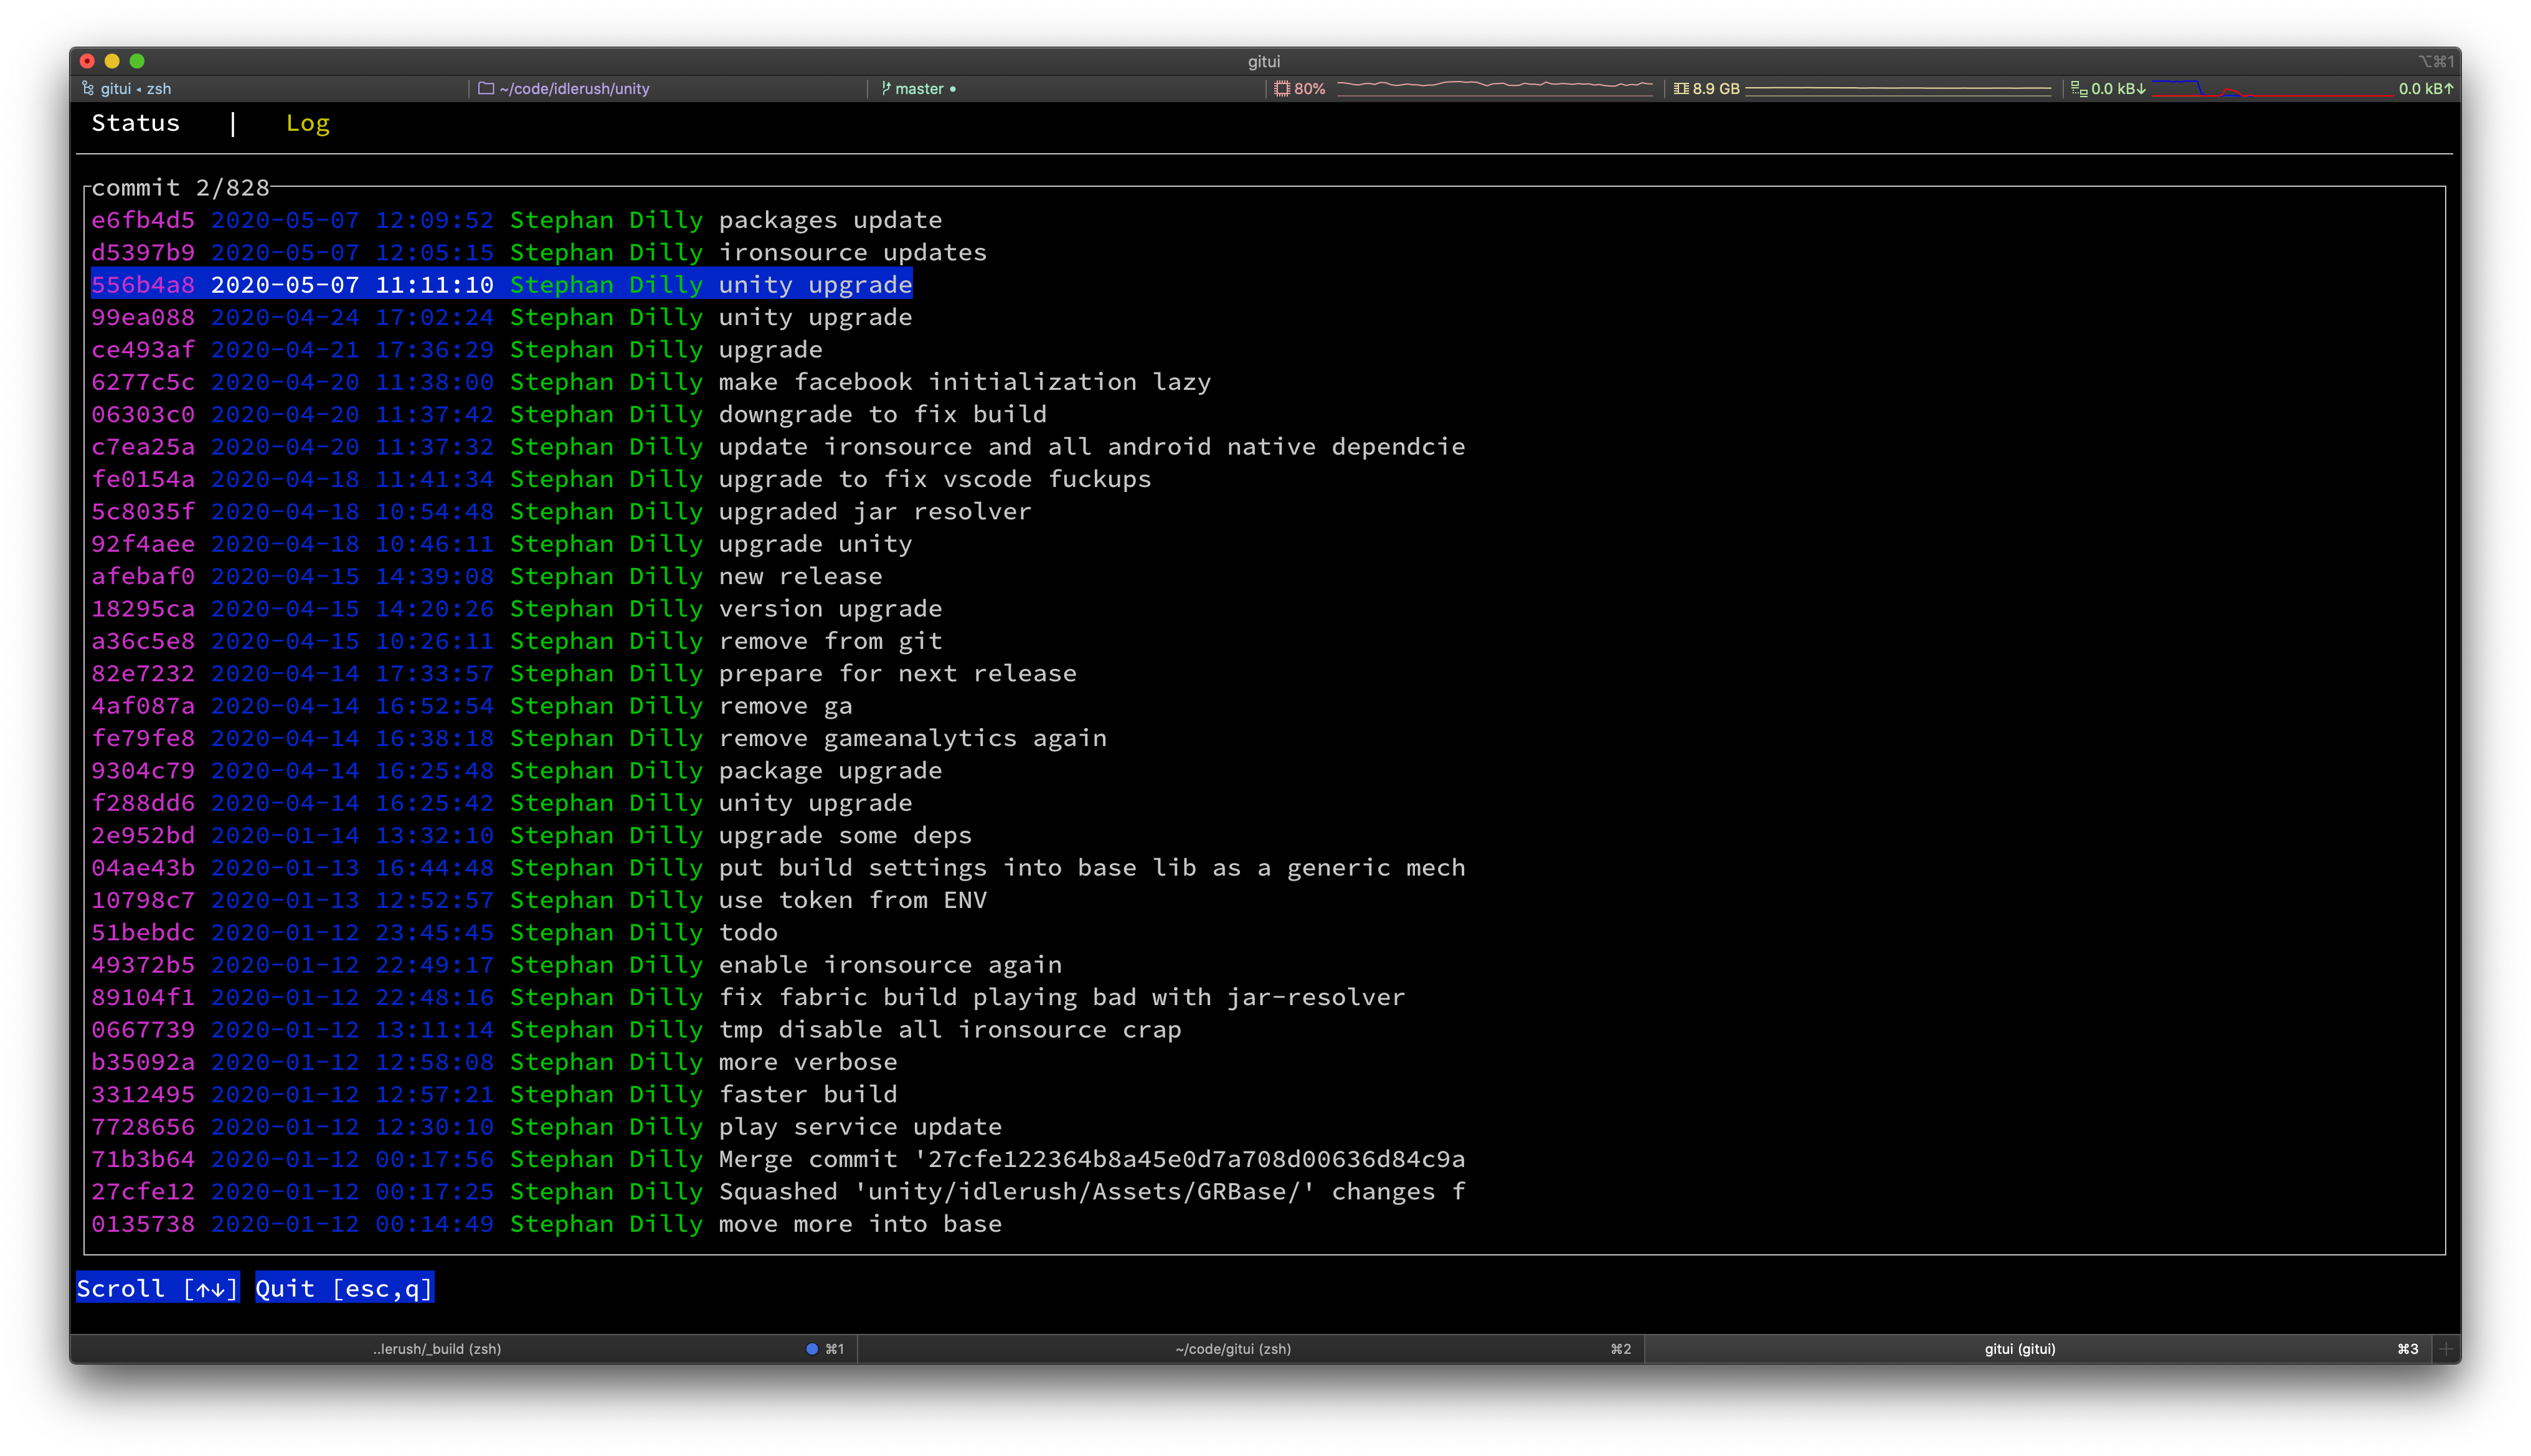 gitui ⌥⌘1
gitui ◂ zsh ~/code/idlerush/unity master • 80% 8.9 GB 0.0 kB↓ 0.0 kB↑
Status | Log
commit 2/828
e6fb4d5 2020-05-07 12:09:52 Stephan Dilly packages update
d5397b9 2020-05-07 12:05:15 Stephan Dilly ironsource updates
556b4a8 2020-05-07 11:11:10 Stephan Dilly unity upgrade
99ea088 2020-04-24 17:02:24 Stephan Dilly unity upgrade
ce493af 2020-04-21 17:36:29 Stephan Dilly upgrade
6277c5c 2020-04-20 11:38:00 Stephan Dilly make facebook initialization lazy
06303c0 2020-04-20 11:37:42 Stephan Dilly downgrade to fix build
c7ea25a 2020-04-20 11:37:32 Stephan Dilly update ironsource and all android native dependcie
fe0154a 2020-04-18 11:41:34 Stephan Dilly upgrade to fix vscode fuckups
5c8035f 2020-04-18 10:54:48 Stephan Dilly upgraded jar resolver
92f4aee 2020-04-18 10:46:11 Stephan Dilly upgrade unity
afebaf0 2020-04-15 14:39:08 Stephan Dilly new release
18295ca 2020-04-15 14:20:26 Stephan Dilly version upgrade
a36c5e8 2020-04-15 10:26:11 Stephan Dilly remove from git
82e7232 2020-04-14 17:33:57 Stephan Dilly prepare for next release
4af087a 2020-04-14 16:52:54 Stephan Dilly remove ga
fe79fe8 2020-04-14 16:38:18 Stephan Dilly remove gameanalytics again
9304c79 2020-04-14 16:25:48 Stephan Dilly package upgrade
f288dd6 2020-04-14 16:25:42 Stephan Dilly unity upgrade
2e952bd 2020-01-14 13:32:10 Stephan Dilly upgrade some deps
04ae43b 2020-01-13 16:44:48 Stephan Dilly put build settings into base lib as a generic mech
10798c7 2020-01-13 12:52:57 Stephan Dilly use token from ENV
51bebdc 2020-01-12 23:45:45 Stephan Dilly todo
49372b5 2020-01-12 22:49:17 Stephan Dilly enable ironsource again
89104f1 2020-01-12 22:48:16 Stephan Dilly fix fabric build playing bad with jar-resolver
0667739 2020-01-12 13:11:14 Stephan Dilly tmp disable all ironsource crap
b35092a 2020-01-12 12:58:08 Stephan Dilly more verbose
3312495 2020-01-12 12:57:21 Stephan Dilly faster build
7728656 2020-01-12 12:30:10 Stephan Dilly play service update
71b3b64 2020-01-12 00:17:56 Stephan Dilly Merge commit '27cfe122364b8a45e0d7a708d00636d84c9a
27cfe12 2020-01-12 00:17:25 Stephan Dilly Squashed 'unity/idlerush/Assets/GRBase/' changes f
0135738 2020-01-12 00:14:49 Stephan Dilly move more into base
Scroll [↑↓] Quit [esc,q]
..lerush/_build (zsh) ⌘1 ~/code/gitui (zsh) ⌘2 gitui (gitui) ⌘3